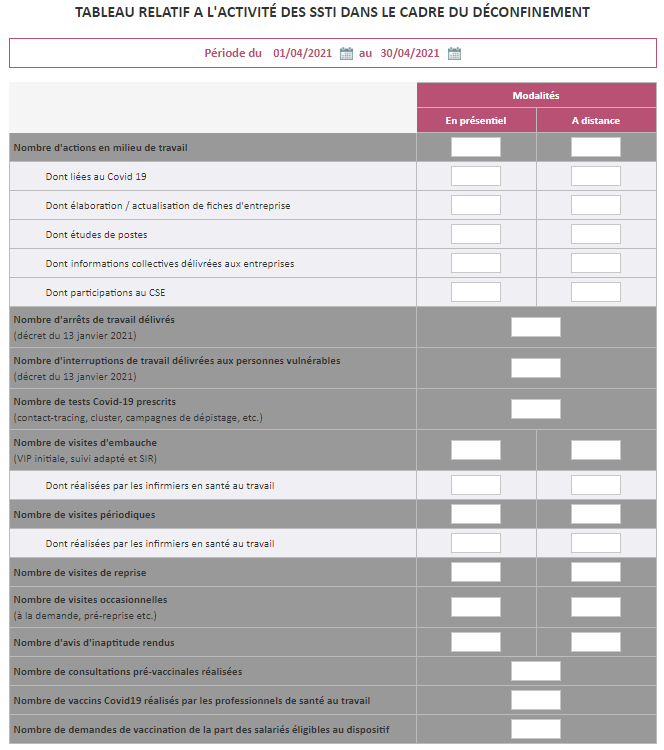 TABLEAU RELATIF A L'ACTIVITÉ DES SSTI DANS LE CADRE DU DÉCONFINEMENT
Période du 01/04/2021 au 30/04/2021
Modalités
En présentiel A distance
Nombre d'actions en milieu de travail
Dont liées au Covid 19
Dont élaboration / actualisation de fiches d'entreprise
Dont études de postes
Dont informations collectives délivrées aux entreprises
Dont participations au CSE
Nombre d'arrêts de travail délivrés
(décret du 13 janvier 2021)
Nombre d'interruptions de travail délivrées aux personnes vulnérables
(décret du 13 janvier 2021)
Nombre de tests Covid-19 prescrits
(contact-tracing, cluster, campagnes de dépistage, etc.)
Nombre de visites d'embauche
(VIP initiale, suivi adapté et SIR)
Dont réalisées par les infirmiers en santé au travail
Nombre de visites périodiques
Dont réalisées par les infirmiers en santé au travail
Nombre de visites de reprise
Nombre de visites occasionnelles
(à la demande, pré-reprise etc.)
Nombre d'avis d'inaptitude rendus
Nombre de consultations pré-vaccinales réalisées
Nombre de vaccins Covid19 réalisés par les professionnels de santé au travail
Nombre de demandes de vaccination de la part des salariés éligibles au dispositif